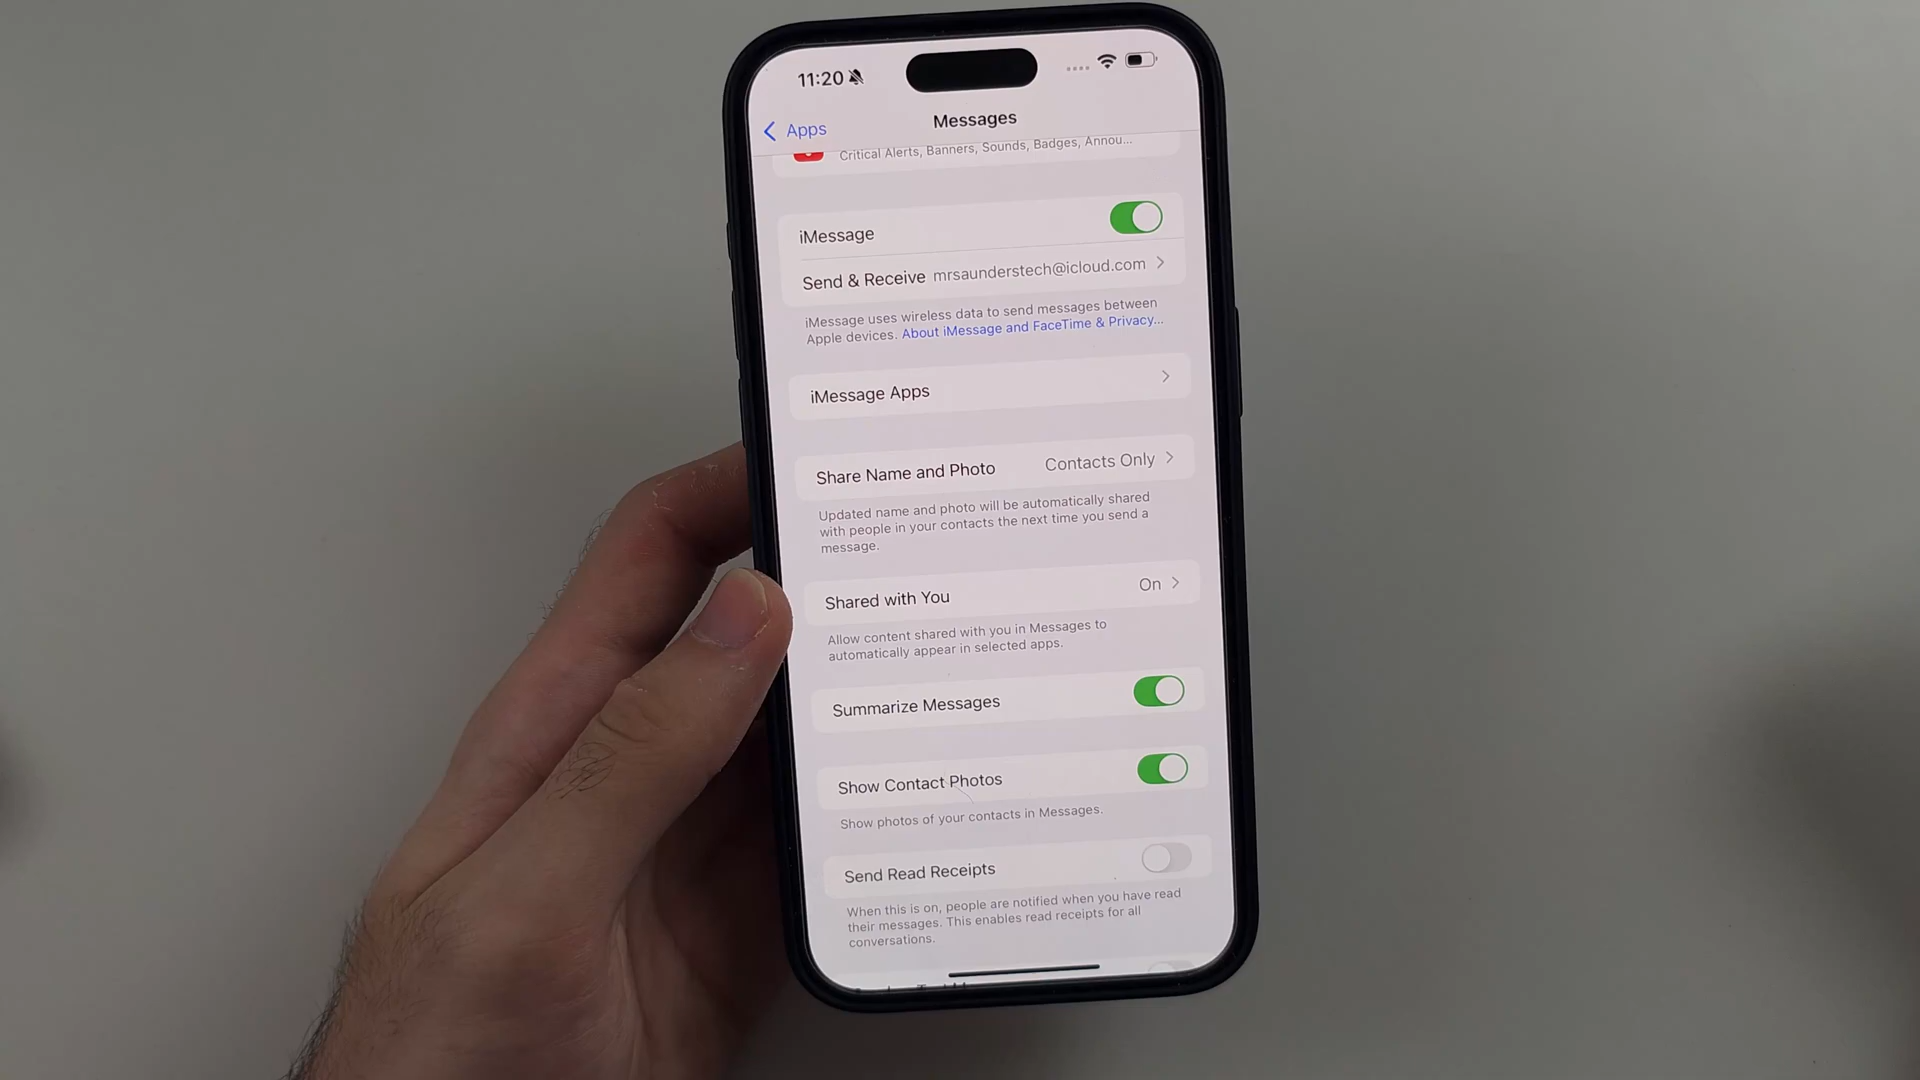 11:20
Apps
Messages
Critical Alerts, Banners, Sounds, Badges, Annou...
iMessage
Send & Receive mrsaunderstech@icloud.com
iMessage uses wireless data to send messages between
Apple devices. About iMessage and FaceTime & Privacy...
iMessage Apps
Share Name and Photo Contacts Only
Updated name and photo will be automatically shared
with people in your contacts the next time you send a
message.
Shared with You On
Allow content shared with you in Messages to
automatically appear in selected apps.
Summarize Messages
Show Contact Photos
Show photos of your contacts in Messages.
Send Read Receipts
When this is on, people are notified when you have read
their messages. This enables read receipts for all
conversations.